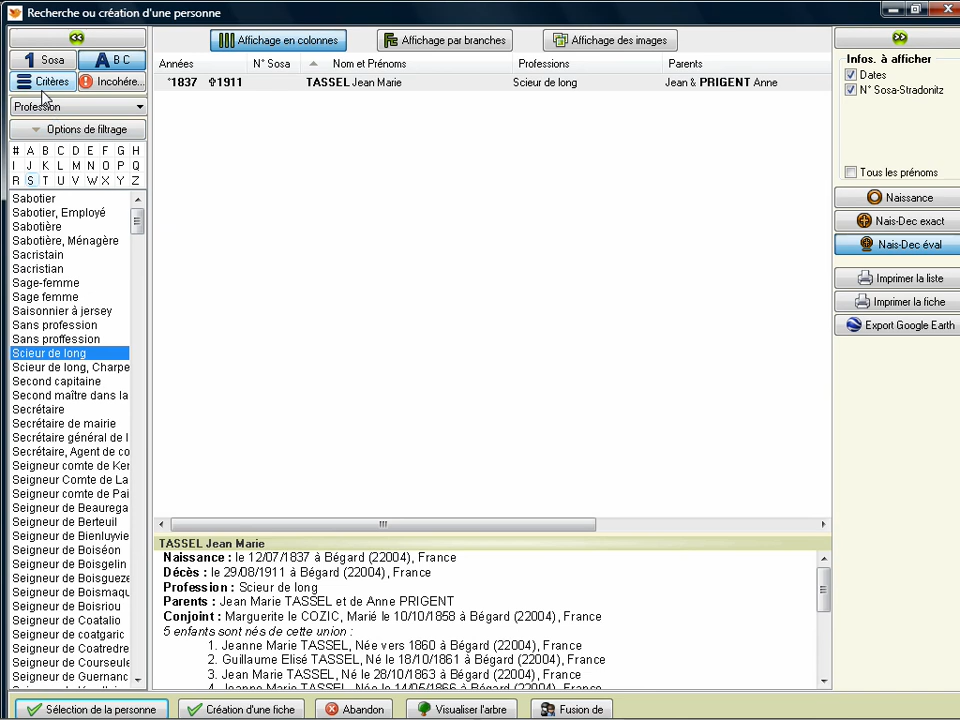 Recherche ou création d'une personne
1 Sosa
A B C
Critères
Incohére...
Profession
Options de filtrage
# A B C D E F G H
I J K L M N O P Q
R S T U V W X Y Z
Sabotier
Sabotier, Employé
Sabotière
Sabotière, Ménagère
Sacristain
Sacristian
Sage-femme
Sage femme
Saisonnier à jersey
Sans profession
Sans proffession
Scieur de long
Scieur de long, Charpe
Second capitaine
Second maître dans la
Secrétaire
Secrétaire de mairie
Secrétaire général de l
Secrétaire, Agent de co
Seigneur comte de Ker
Seigneur Comte de La
Seigneur comte de Pai
Seigneur de Beaurega
Seigneur de Berteuil
Seigneur de Bienluyvie
Seigneur de Boiséon
Seigneur de Boisgelin
Seigneur de Boisgueze
Seigneur de Boismaqu
Seigneur de Boisriou
Seigneur de Coatalio
Seigneur de coatgaric
Seigneur de Coatredre
Seigneur de Courseule
Seigneur de Guernanc
Affichage en colonnes
Affichage par branches
Affichage des images
Années N° Sosa Nom et Prénoms Professions Parents
°1837 ✞1911 TASSEL Jean Marie Scieur de long Jean & PRIGENT Anne
TASSEL Jean Marie
Naissance : le 12/07/1837 à Bégard (22004), France
Décès : le 29/08/1911 à Bégard (22004), France
Profession : Scieur de long
Parents : Jean Marie TASSEL et de Anne PRIGENT
Conjoint : Marguerite le COZIC, Marié le 10/10/1858 à Bégard (22004), France
5 enfants sont nés de cette union :
1. Jeanne Marie TASSEL, Née vers 1860 à Bégard (22004), France
2. Guillaume Elisé TASSEL, Né le 18/10/1861 à Bégard (22004), France
3. Jean Marie TASSEL, Né le 28/10/1863 à Bégard (22004), France
4. Jeanne Marie TASSEL, Née le 14/06/1866 à Bégard (22004), France
Infos. à afficher
Dates
N° Sosa-Stradonitz
Tous les prénoms
Naissance
Nais-Dec exact
Nais-Dec éval
Imprimer la liste
Imprimer la fiche
Export Google Earth
Sélection de la personne
Création d'une fiche
Abandon
Visualiser l'arbre
Fusion de